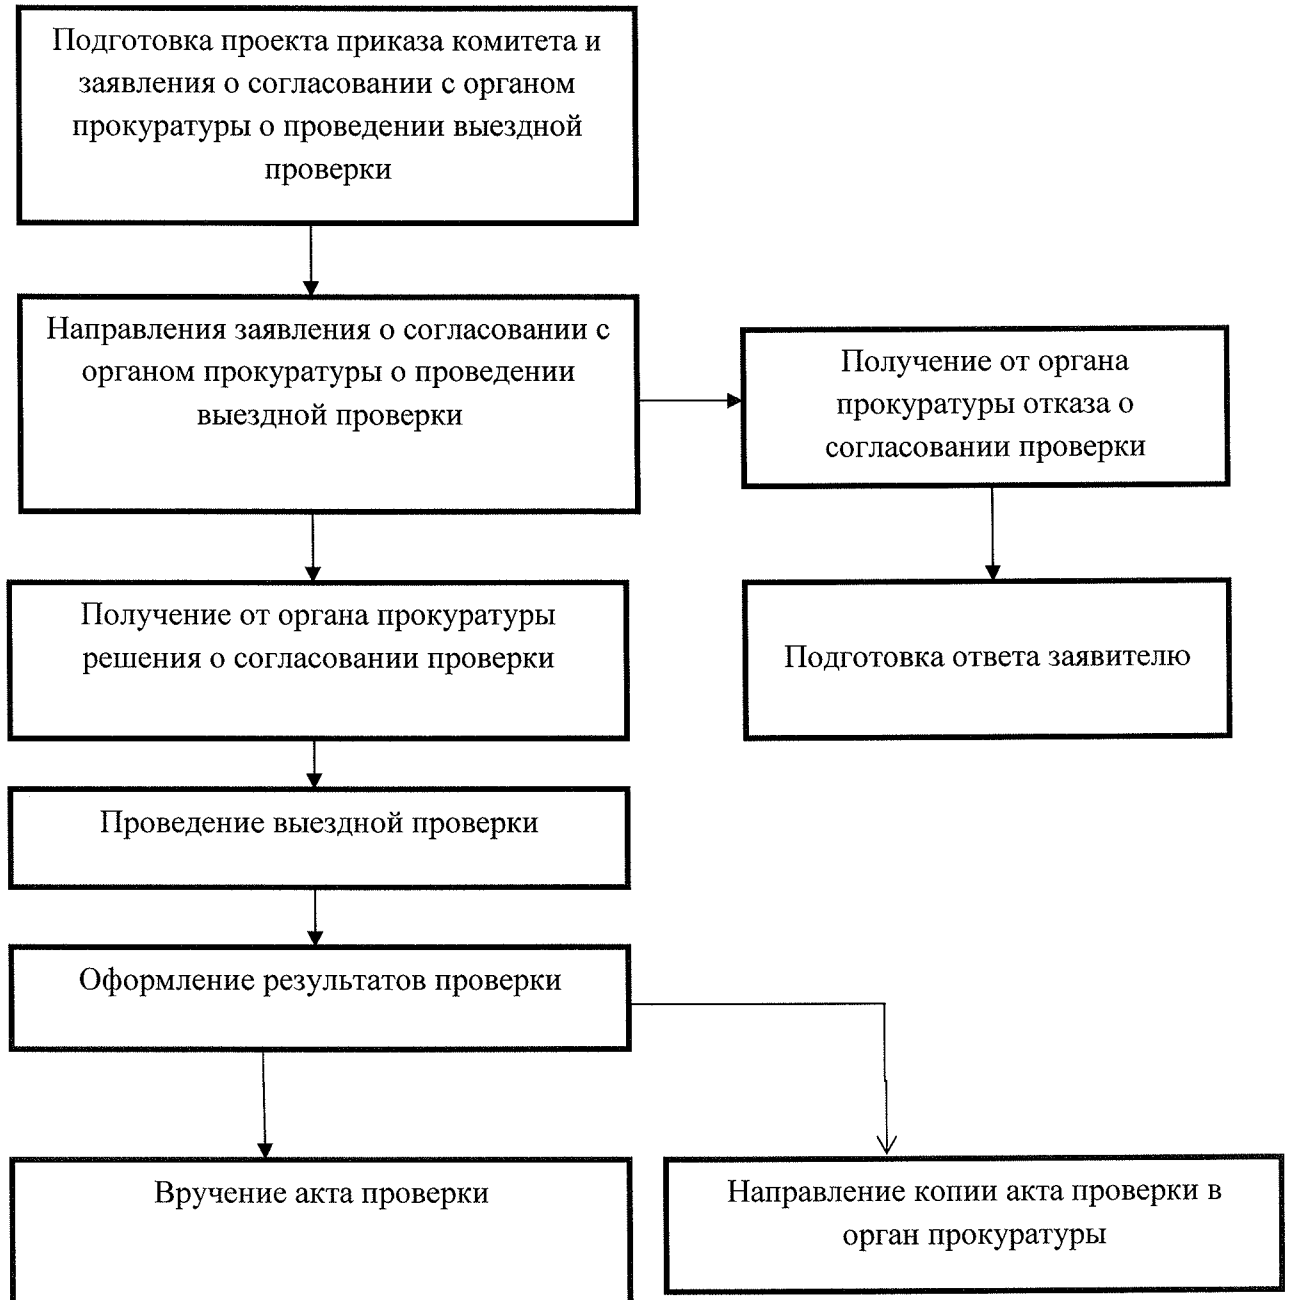 Подготовка проекта приказа комитета и
заявления о согласовании с органом
прокуратуры о проведении выездной
проверки
Направления заявления о согласовании с
органом прокуратуры о проведении
выездной проверки
Получение от органа
прокуратуры отказа о
согласовании проверки
Получение от органа прокуратуры
решения о согласовании проверки
Подготовка ответа заявителю
Проведение выездной проверки
Оформление результатов проверки
Вручение акта проверки
Направление копии акта проверки в
орган прокуратуры